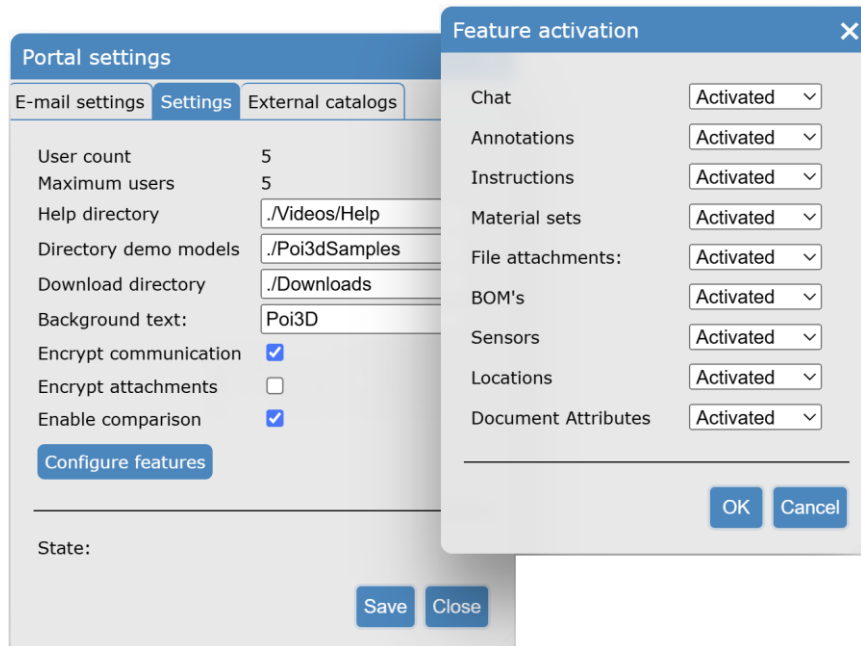 Portal settings
E-mail settings Settings External catalogs
User count 5
Maximum users 5
Help directory ./Videos/Help
Directory demo models ./Poi3dSamples
Download directory ./Downloads
Background text: Poi3D
Encrypt communication
Encrypt attachments
Enable comparison
Configure features
State:
Save Close
Feature activation
Chat Activated
Annotations Activated
Instructions Activated
Material sets Activated
File attachments: Activated
BOM's Activated
Sensors Activated
Locations Activated
Document Attributes Activated
OK Cancel